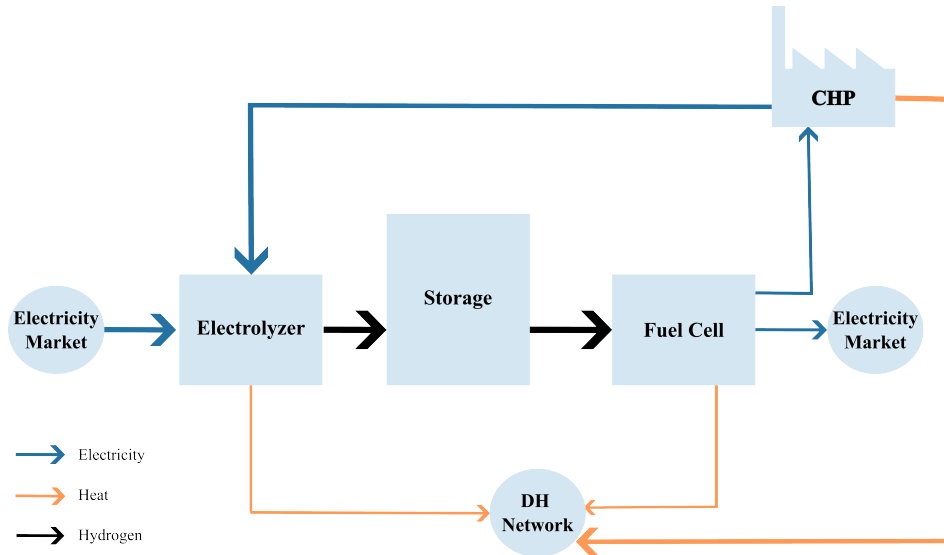 CHP
Electricity
Market
Electrolyzer
Storage
Fuel Cell
Electricity
Market
DH
Network
Electricity
Heat
Hydrogen